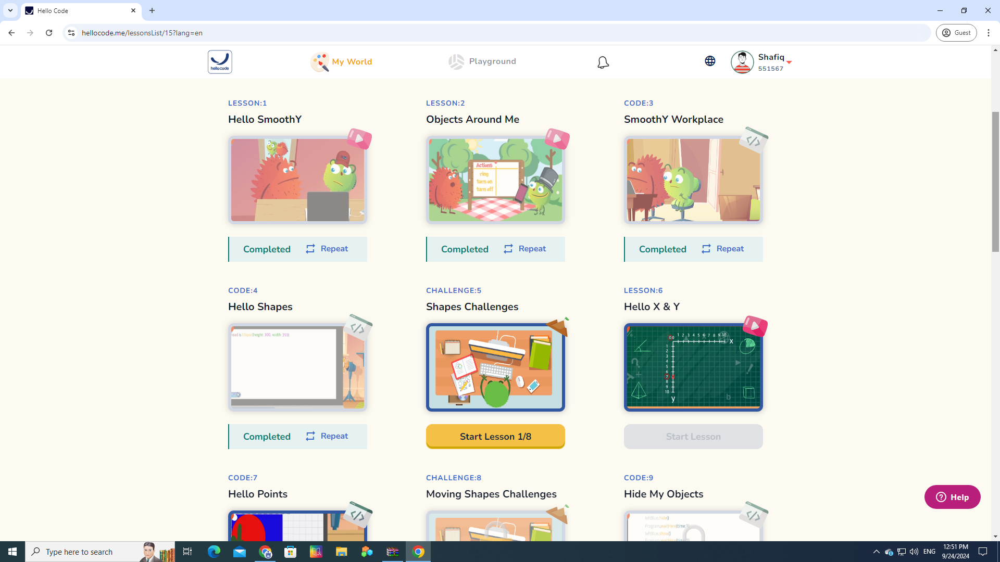 Hello Code
hellocode.me/lessonsList/15?lang=en
Guest
hello code
My World
Playground
Shafiq
551567
LESSON:1
Hello SmoothY
LESSON:2
Objects Around Me
CODE:3
SmoothY Workplace
Actions
ring
turn on
turn off
Completed
Repeat
Completed
Repeat
Completed
Repeat
CODE:4
Hello Shapes
CHALLENGE:5
Shapes Challenges
LESSON:6
Hello X & Y
ead is Ellipse (height: 300, width: 350)
0.0 1 2 3 4 5 6 7 8 9 10 X
1
2
3
4
5
6
7
8
9
10
y
b
Completed
Repeat
Start Lesson 1/8
Start Lesson
CODE:7
Hello Points
CHALLENGE:8
Moving Shapes Challenges
CODE:9
Hide My Objects
leftBlue.hide()
Program.waitHere(time:1)
leftBlue.show()
Help
Type here to search
ENG
12:51 PM
9/24/2024